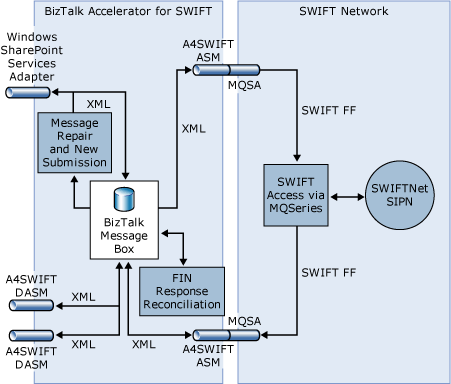 BizTalk Accelerator for SWIFT
SWIFT Network
Windows
SharePoint
Services
Adapter
A4SWIFT
ASM
MQSA
XML
XML
SWIFT FF
Message
Repair
and New
Submission
SWIFT
Access via
MQSeries
SWIFTNet
SIPN
BizTalk
Message
Box
FIN
Response
Reconciliation
SWIFT FF
A4SWIFT
DASM
XML
MQSA
XML
XML
A4SWIFT
DASM
A4SWIFT
ASM